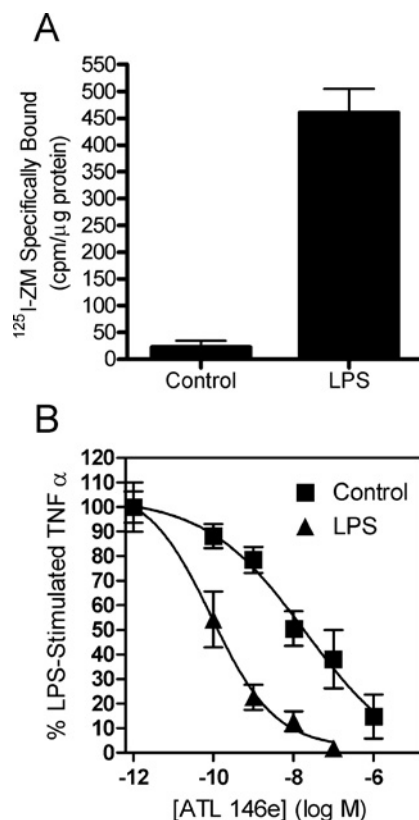 A
¹²⁵I-ZM Specifically Bound
(cpm/μg protein)
550
500
450
400
350
300
250
200
150
100
50
0
Control
LPS
B
% LPS-Stimulated TNF α
120
110
100
90
80
70
60
50
40
30
20
10
0
Control
LPS
-12
-10
-8
-6
[ATL 146e] (log M)